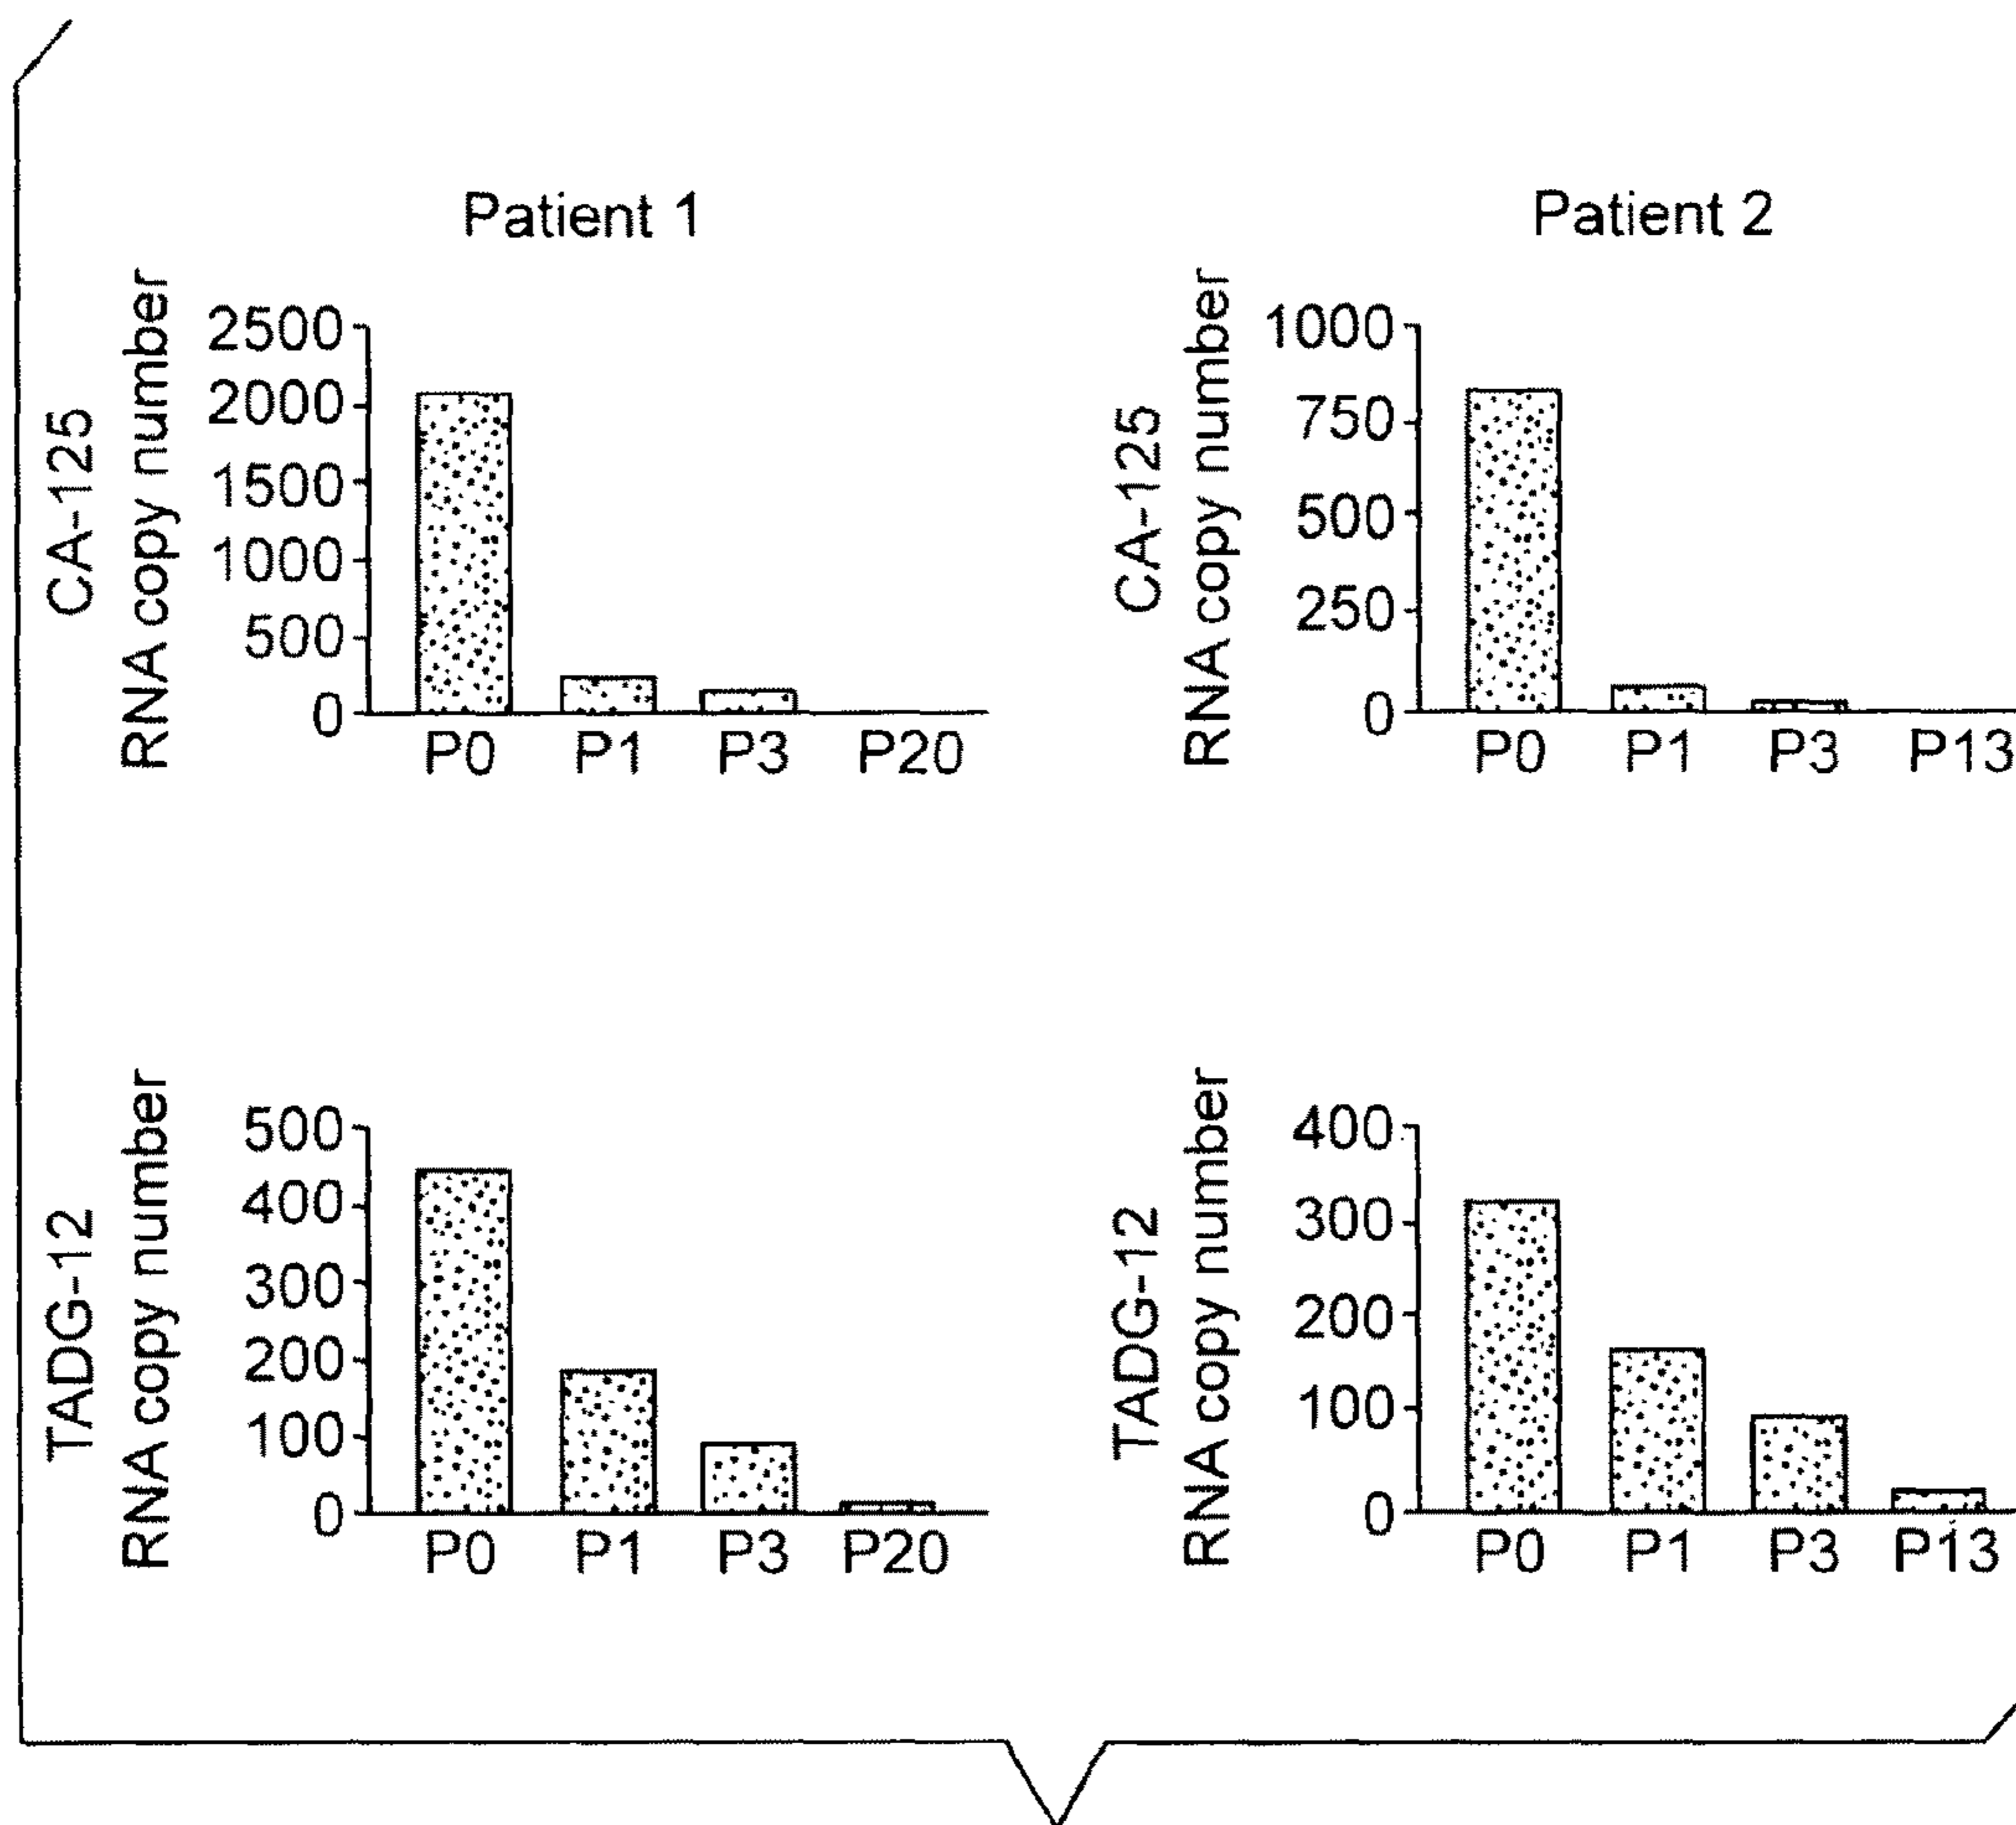 Patient 1
CA-125
RNA copy number
2500
2000
1500
1000
500
0
P0 P1 P3 P20
Patient 2
CA-125
RNA copy number
1000
750
500
250
0
P0 P1 P3 P13
TADG-12
RNA copy number
500
400
300
200
100
0
P0 P1 P3 P20
TADG-12
RNA copy number
400
300
200
100
0
P0 P1 P3 P13